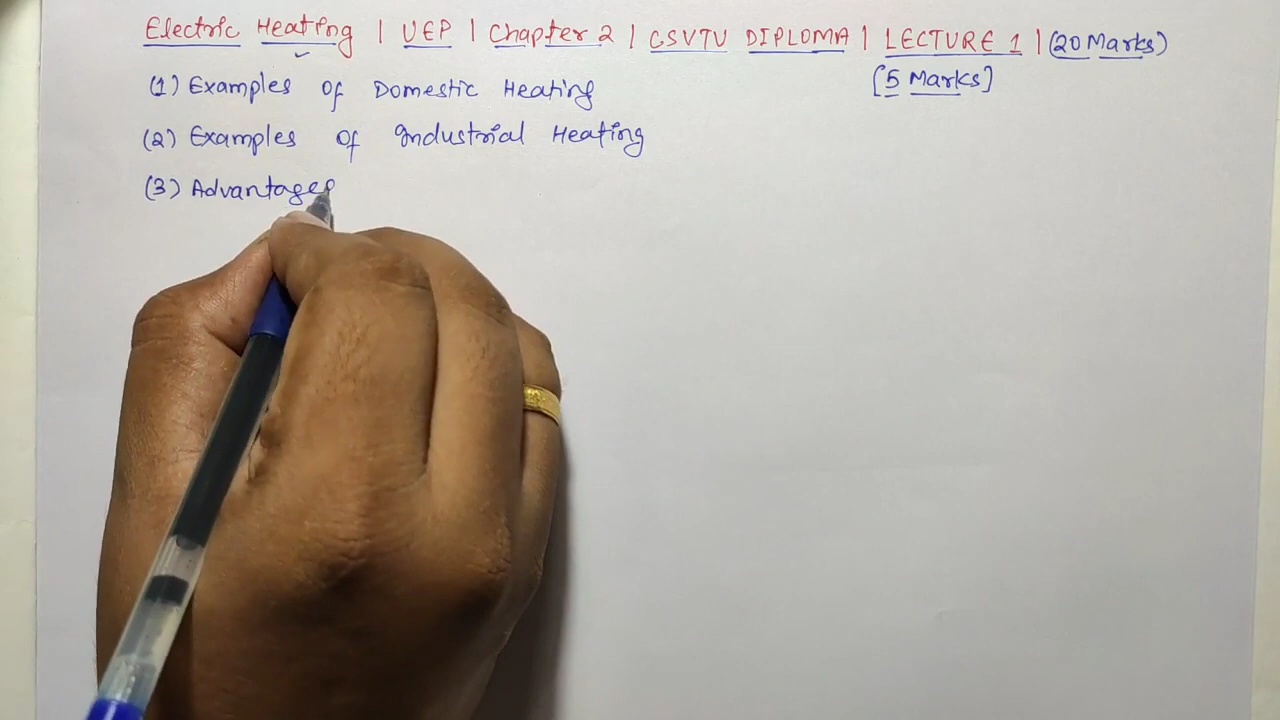 Electric Heating | UEP | Chapter 2 | CSVTU DIPLOMA | LECTURE 1 | (20 Marks)
[5 Marks]
(1) Examples of Domestic Heating
(2) Examples of Industrial Heating
(3) Advantages